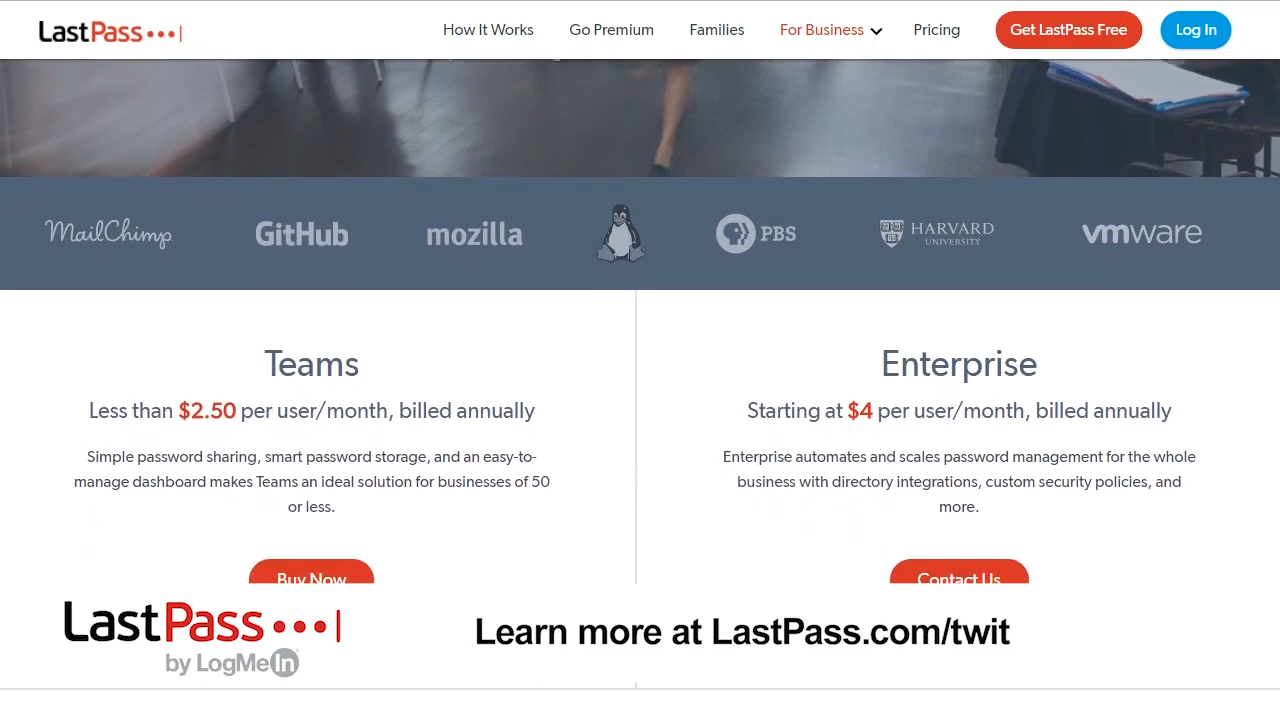 LastPass
How It Works
Go Premium
Families
For Business
Pricing
Get LastPass Free
Log In
MailChimp
GitHub
mozilla
PBS
HARVARD
UNIVERSITY
vmware
Teams
Less than $2.50 per user/month, billed annually
Simple password sharing, smart password storage, and an easy-to-
manage dashboard makes Teams an ideal solution for businesses of 50
or less.
Buy Now
Enterprise
Starting at $4 per user/month, billed annually
Enterprise automates and scales password management for the whole
business with directory integrations, custom security policies, and
more.
Contact Us
LastPass
by LogMeIn
Learn more at LastPass.com/twit